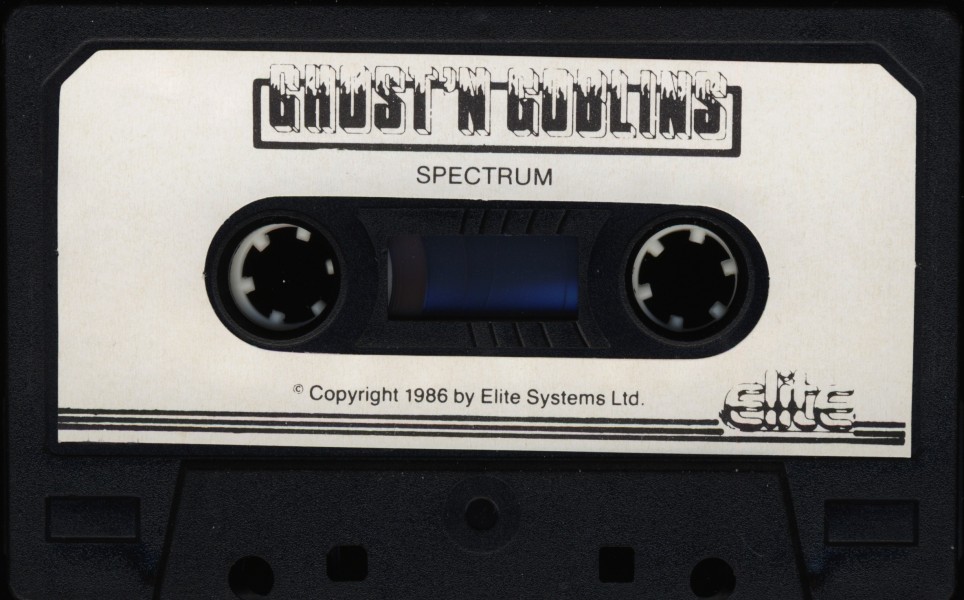 GHOST'N GOBLINS
SPECTRUM
© Copyright 1986 by Elite Systems Ltd.
elite